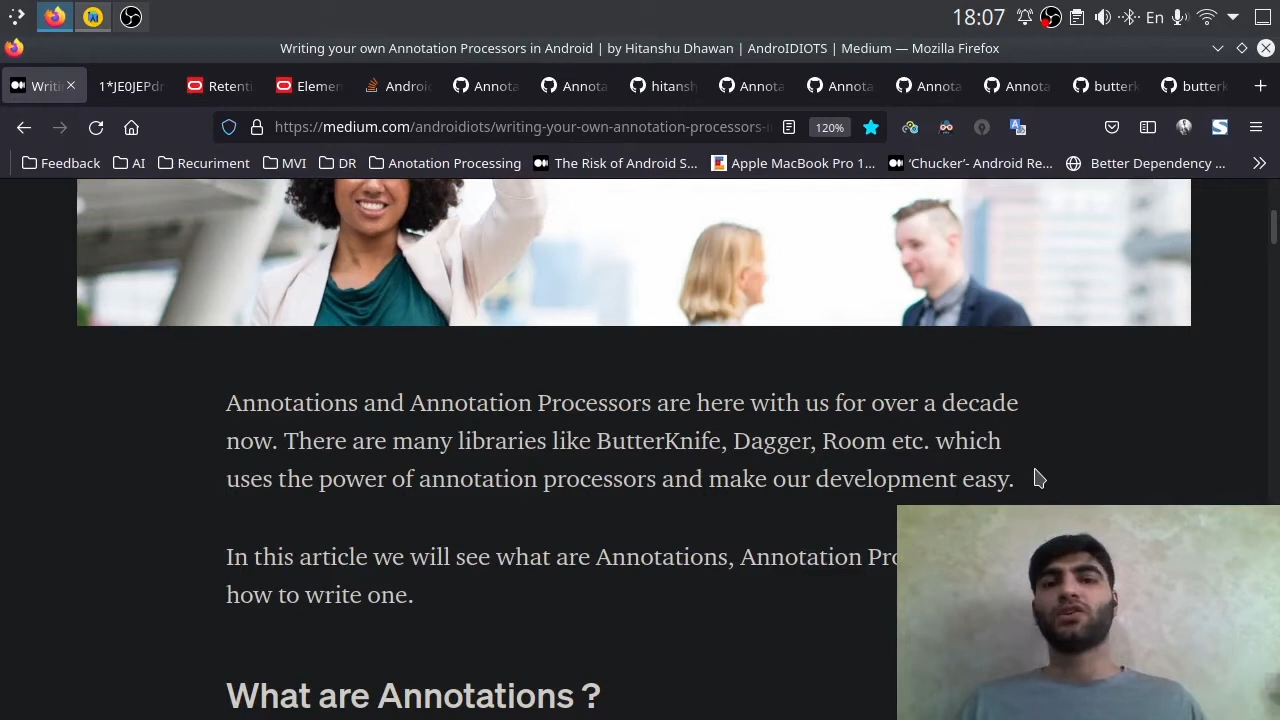 18:07
En
Writing your own Annotation Processors in Android | by Hitanshu Dhawan | AndroIDIOTS | Medium — Mozilla Firefox
Writi
1*JE0JEPdr
Retenti
Elemen
Androi
Annota
Annota
hitansh
Annota
Annota
Annota
Annota
butterk
butterk
https://medium.com/androidiots/writing-your-own-annotation-processors-i
120%
Feedback
AI
Recruriment
MVI
DR
Anotation Processing
The Risk of Android S...
Apple MacBook Pro 1...
‘Chucker’- Android Re...
Better Dependency ...
Annotations and Annotation Processors are here with us for over a decade
now. There are many libraries like ButterKnife, Dagger, Room etc. which
uses the power of annotation processors and make our development easy.
In this article we will see what are Annotations, Annotation Pro
how to write one.
What are Annotations ?